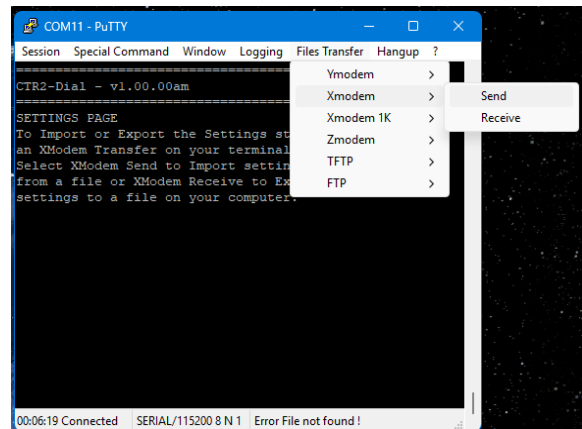 COM11 - PuTTY
Session Special Command Window Logging Files Transfer Hangup ?
Ymodem
Xmodem
Xmodem 1K
Zmodem
TFTP
FTP
Send
Receive
CTR2-Dial - v1.00.00am
SETTINGS PAGE
To Import or Export the Settings st
an XModem Transfer on your terminal
Select XModem Send to Import settin
from a file or XModem Receive to Ex
settings to a file on your computer.
00:06:19 Connected SERIAL/115200 8 N 1 Error File not found !